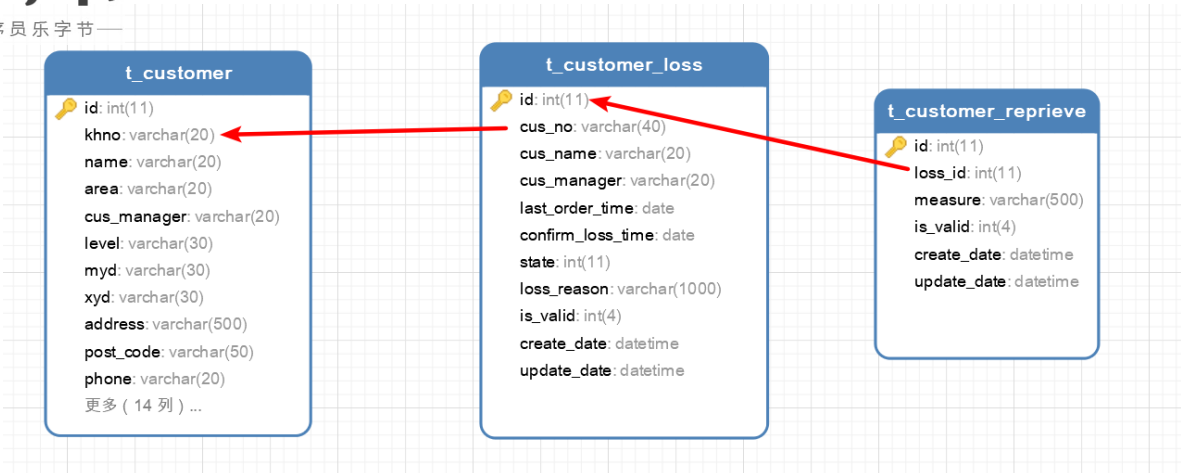 员乐字节
t_customer
id: int(11)
khno: varchar(20)
name: varchar(20)
area: varchar(20)
cus_manager: varchar(20)
level: varchar(30)
myd: varchar(30)
xyd: varchar(30)
address: varchar(500)
post_code: varchar(50)
phone: varchar(20)
更多 ( 14 列 ) ...
t_customer_loss
id: int(11)
cus_no: varchar(40)
cus_name: varchar(20)
cus_manager: varchar(20)
last_order_time: date
confirm_loss_time: date
state: int(11)
loss_reason: varchar(1000)
is_valid: int(4)
create_date: datetime
update_date: datetime
t_customer_reprieve
id: int(11)
loss_id: int(11)
measure: varchar(500)
is_valid: int(4)
create_date: datetime
update_date: datetime